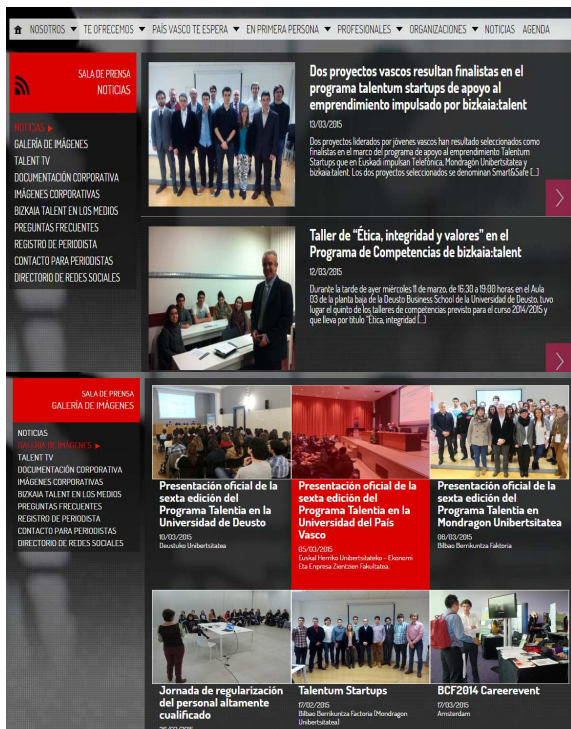 NOSOTROS TE OFRECEMOS PAÍS VASCO TE ESPERA EN PRIMERA PERSONA PROFESIONALES ORGANIZACIONES NOTICIAS AGENDA
SALA DE PRENSA
NOTICIAS
NOTICIAS
GALERÍA DE IMÁGENES
TALENT TV
DOCUMENTACIÓN CORPORATIVA
IMÁGENES CORPORATIVAS
BIZKAIA TALENT EN LOS MEDIOS
PREGUNTAS FRECUENTES
REGISTRO DE PERIODISTA
CONTACTO PARA PERIODISTAS
DIRECTORIO DE REDES SOCIALES
Dos proyectos vascos resultan finalistas en el
programa talentum startups de apoyo al
emprendimiento impulsado por bizkaia:talent
13/03/2015
Dos proyectos liderados por jóvenes vascos han resultado seleccionados como
finalistas en el marco del programa de apoyo al emprendimiento Talentum
Startups que en Euskadi impulsan Telefónica, Mondragón Unibertsitatea y
bizkaia:talent. Los dos proyectos seleccionados se denominan Smart&Safe [...]
Taller de “Ética, integridad y valores” en el
Programa de Competencias de bizkaia:talent
12/03/2015
Durante la tarde de ayer miércoles 11 de marzo, de 16:30 a 19:00 horas en el Aula
03 de la planta baja de la Deusto Business School de la Universidad de Deusto, tuvo
lugar el quinto de los talleres de competencias previsto para el curso 2014/2015 y
que lleva por título “Ética, integridad [...]
SALA DE PRENSA
GALERÍA DE IMÁGENES
NOTICIAS
GALERÍA DE IMÁGENES
TALENT TV
DOCUMENTACIÓN CORPORATIVA
IMÁGENES CORPORATIVAS
BIZKAIA TALENT EN LOS MEDIOS
PREGUNTAS FRECUENTES
REGISTRO DE PERIODISTA
CONTACTO PARA PERIODISTAS
DIRECTORIO DE REDES SOCIALES
Presentación oficial de la
sexta edición del
Programa Talentia en la
Universidad de Deusto
10/03/2015
Deustuko Unibertsitatea
Presentación oficial de la
sexta edición del
Programa Talentia en la
Universidad del País
Vasco
05/03/2015
Euskal Herriko Unibertsitateko – Ekonomi
Eta Enpresa Zientzien Fakultatea.
Presentación oficial de la
sexta edición del
Programa Talentia en
Mondragon Unibertsitatea
06/03/2015
Bilbao Berrikuntza Faktoria
Jornada de regularización
del personal altamente
cualificado
Talentum Startups
17/02/2015
Bilbao Berrikuntza Factoria (Mondragon
Unibertsitatea)
BCF2014 Careerevent
17/03/2015
Amsterdam